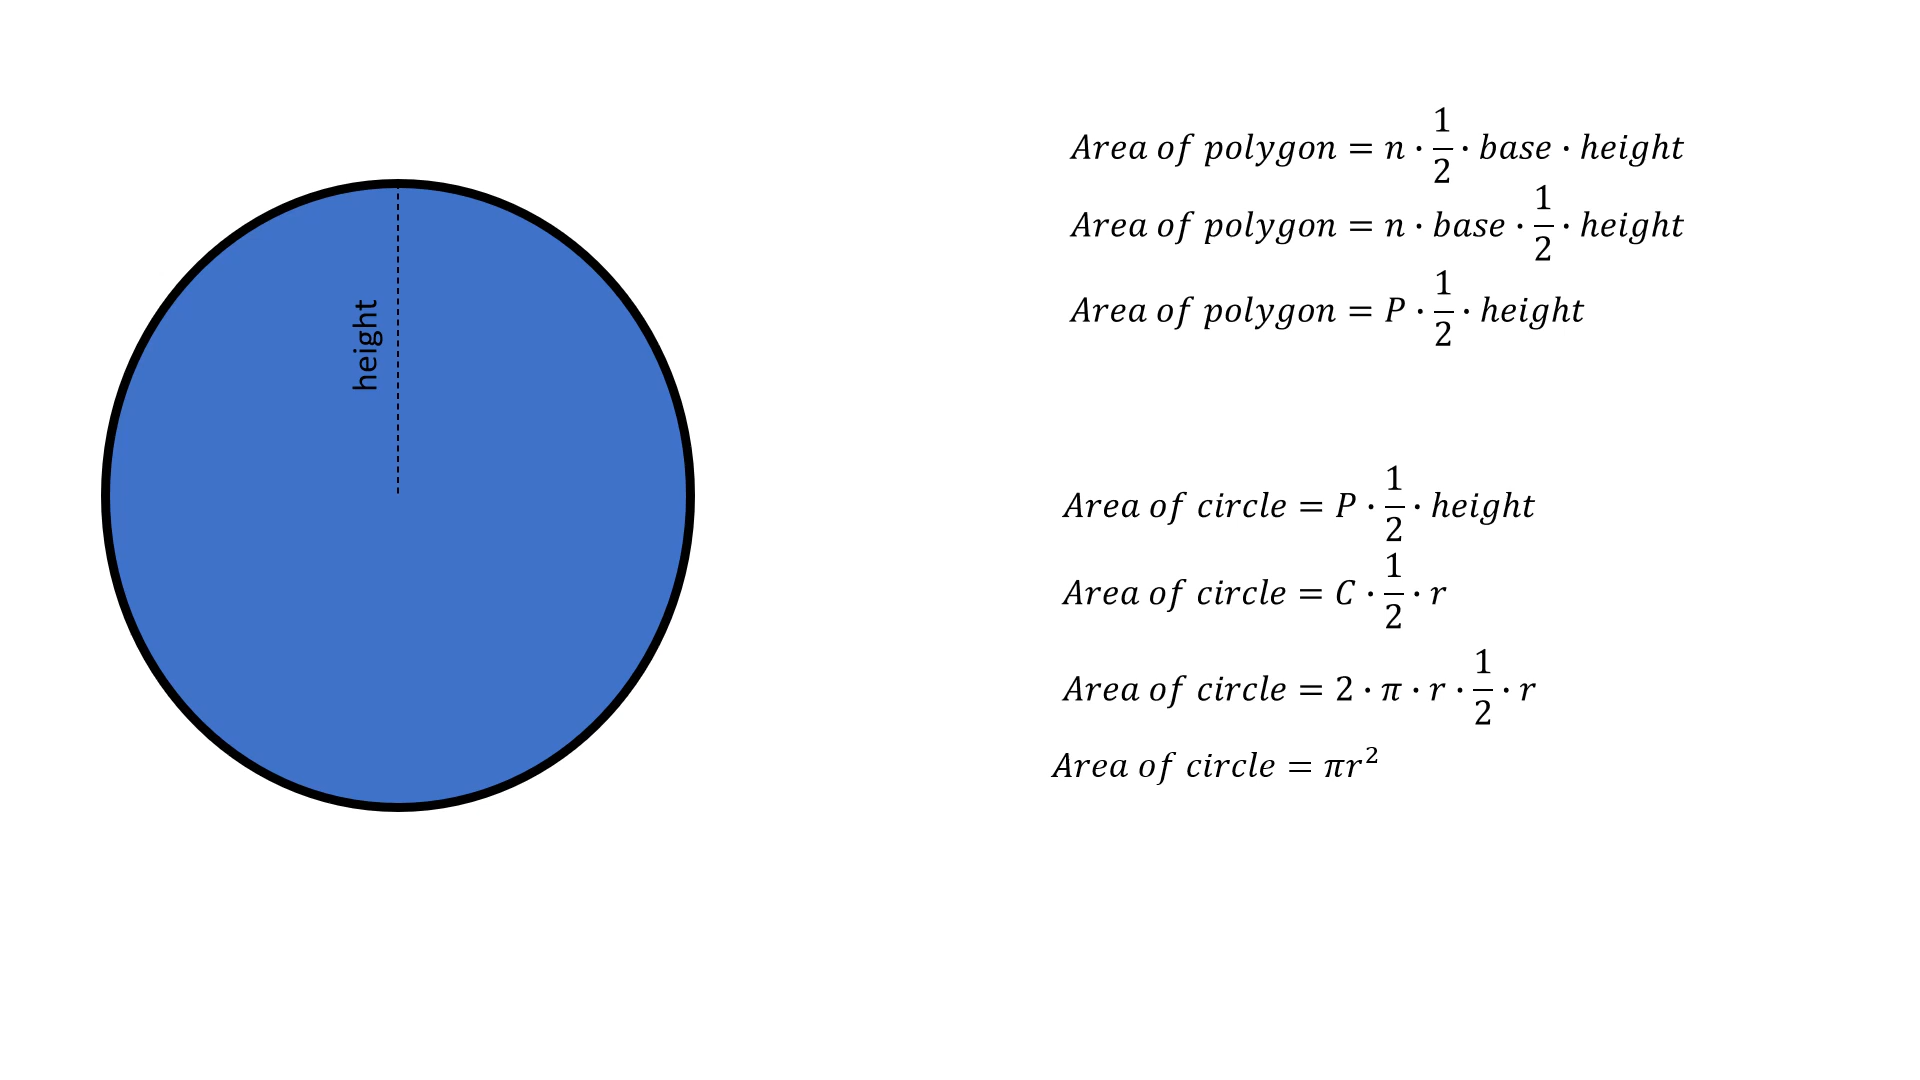 height
Area of polygon = n · 1/2 · base · height
Area of polygon = n · base · 1/2 · height
Area of polygon = P · 1/2 · height
Area of circle = P · 1/2 · height
Area of circle = C · 1/2 · r
Area of circle = 2 · π · r · 1/2 · r
Area of circle = πr²